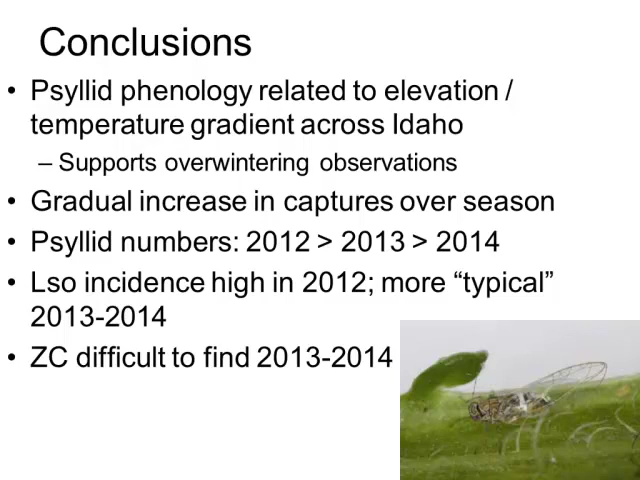 Conclusions
• Psyllid phenology related to elevation /
temperature gradient across Idaho
– Supports overwintering observations
• Gradual increase in captures over season
• Psyllid numbers: 2012 > 2013 > 2014
• Lso incidence high in 2012; more “typical”
2013-2014
• ZC difficult to find 2013-2014